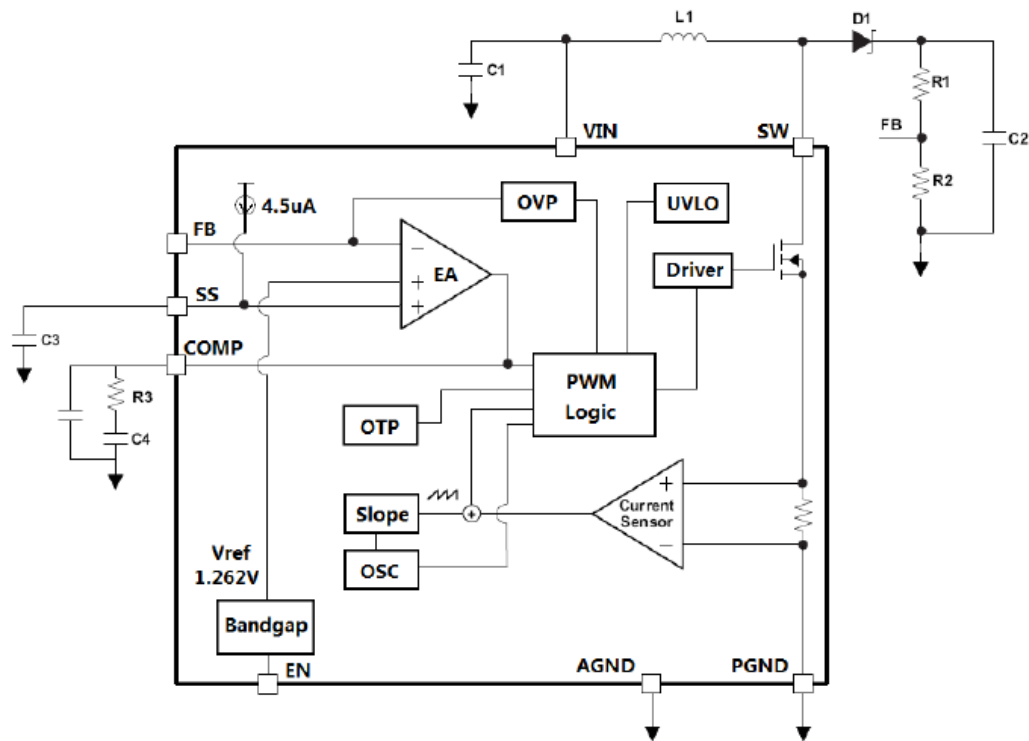 L1
D1
C1
R1
VIN
SW
FB
C2
4.5uA
OVP
UVLO
R2
FB
EA
Driver
SS
C3
COMP
PWM
Logic
R3
OTP
C4
Current
Sensor
Slope
Vref
1.262V
OSC
Bandgap
EN
AGND
PGND